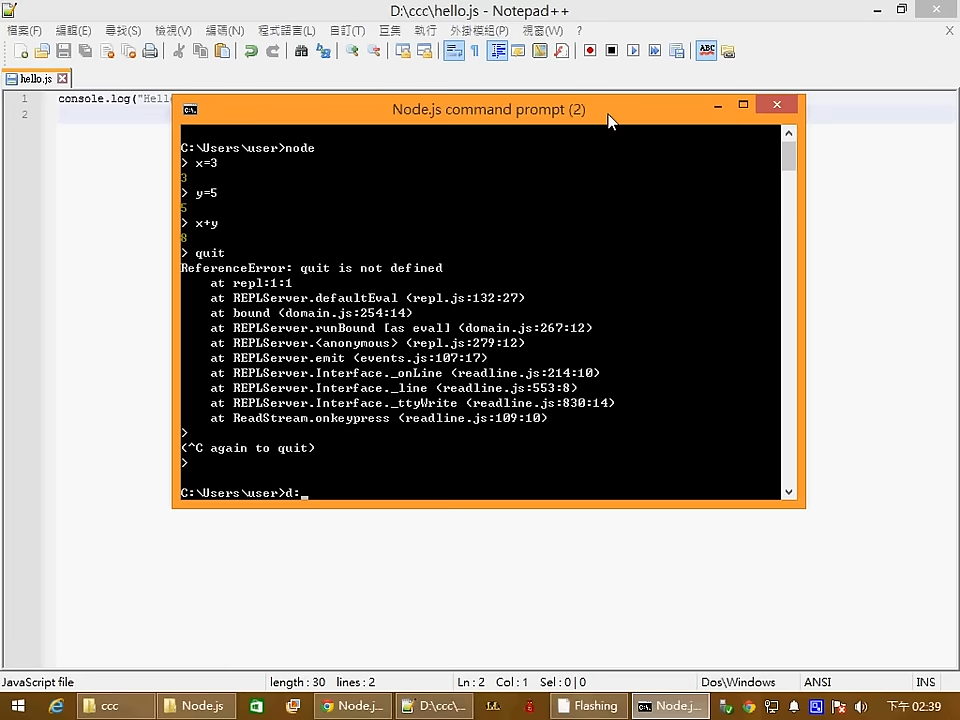 D:\ccc\hello.js - Notepad++
檔案(F) 編輯(E) 尋找(S) 檢視(V) 編碼(N) 程式語言(L) 自訂(T) 巨集 執行 外掛模組(P) 視窗(W) ? X
ABC
hello.js
1 console.log("Hell
2
Node.js command prompt (2)
C:\Users\user>node
> x=3
3
> y=5
5
> x+y
8
> quit
ReferenceError: quit is not defined
at repl:1:1
at REPLServer.defaultEval (repl.js:132:27)
at bound (domain.js:254:14)
at REPLServer.runBound [as eval] (domain.js:267:12)
at REPLServer.<anonymous> (repl.js:279:12)
at REPLServer.emit (events.js:107:17)
at REPLServer.Interface._onLine (readline.js:214:10)
at REPLServer.Interface._line (readline.js:553:8)
at REPLServer.Interface._ttyWrite (readline.js:830:14)
at ReadStream.onkeypress (readline.js:109:10)
>
(^C again to quit)
>
C:\Users\user>d:_
JavaScript file length : 30 lines : 2 Ln : 2 Col : 1 Sel : 0 | 0 Dos\Windows ANSI INS
ccc Node.js Node.j... D:\ccc\... Flashing Node.j... 下午 02:39